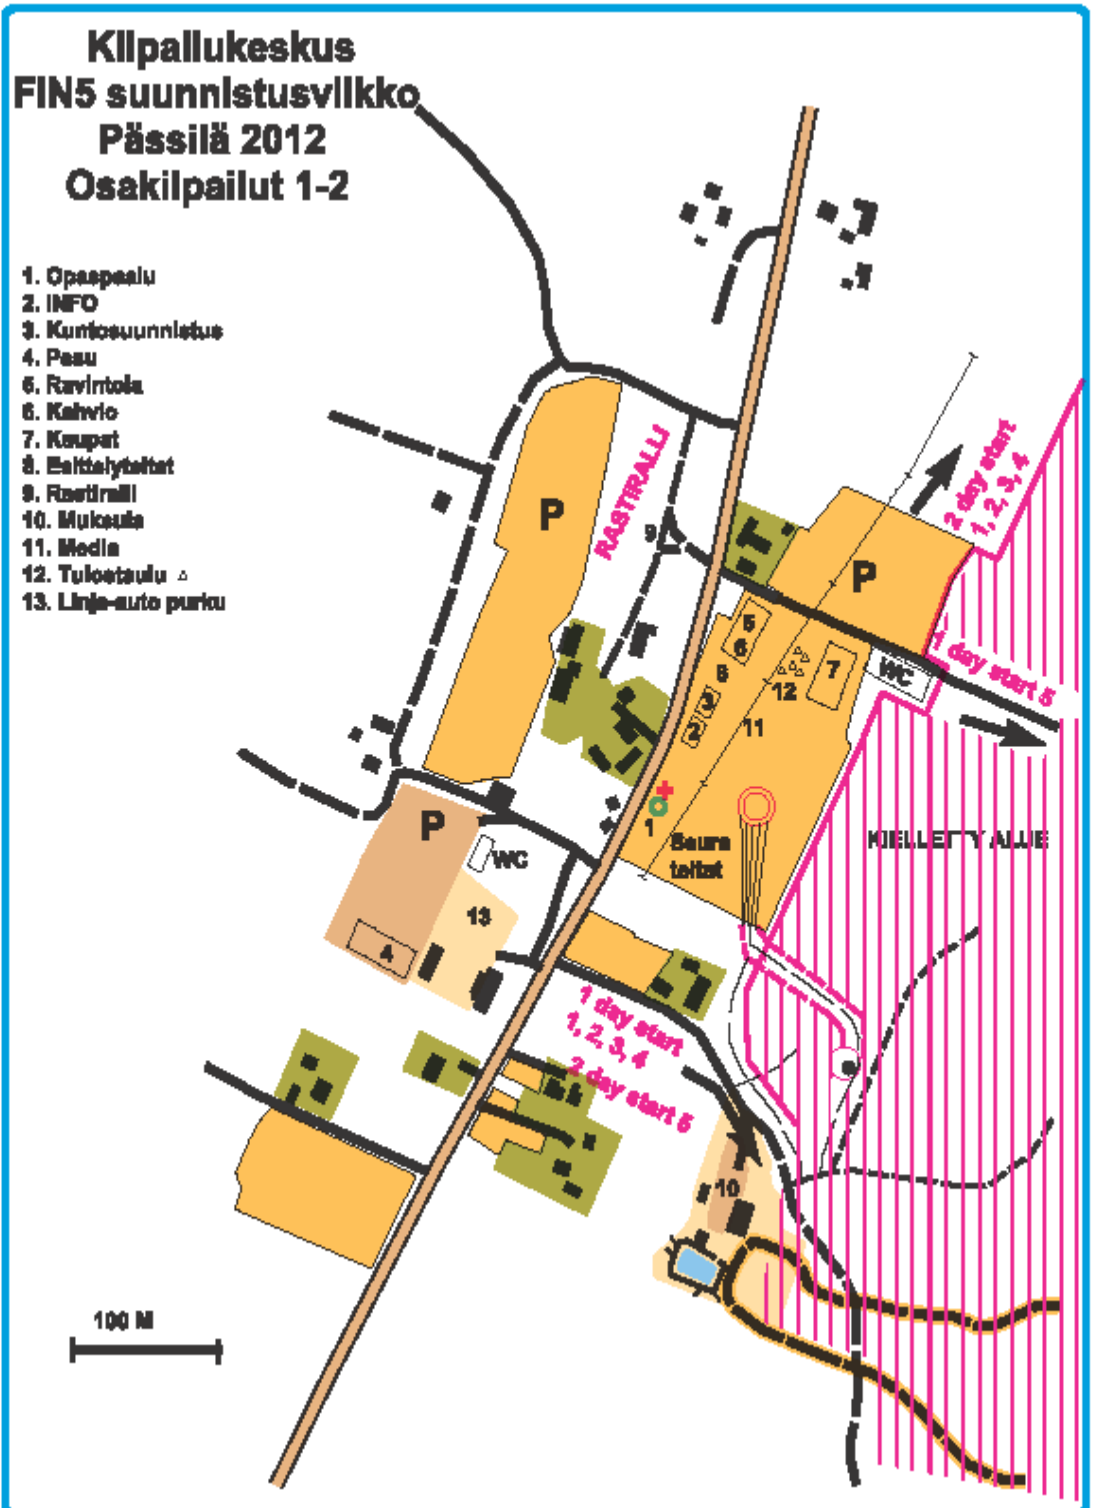 Kilpailukeskus
FIN5 suunnistusviikko
Pässilä 2012
Osakilpailut 1-2
1. Opaspaalu
2. INFO
3. Kuntosuunnistus
4. Pesu
5. Ravintola
6. Kahvio
7. Kaupat
8. Esittelyteltat
9. Rastiralli
10. Muksula
11. Media
12. Tulostaulu
13. Linja-auto purku
P
RASTIRALLI
9
2 day start
1, 2, 3, 4
P
5
6
8
3
2
12
7
11
WC
1 day start 5
1
Seura
teltat
KIELLETTY ALUE
P
WC
13
4
1 day start
1, 2, 3, 4
2 day start 5
10
100 M